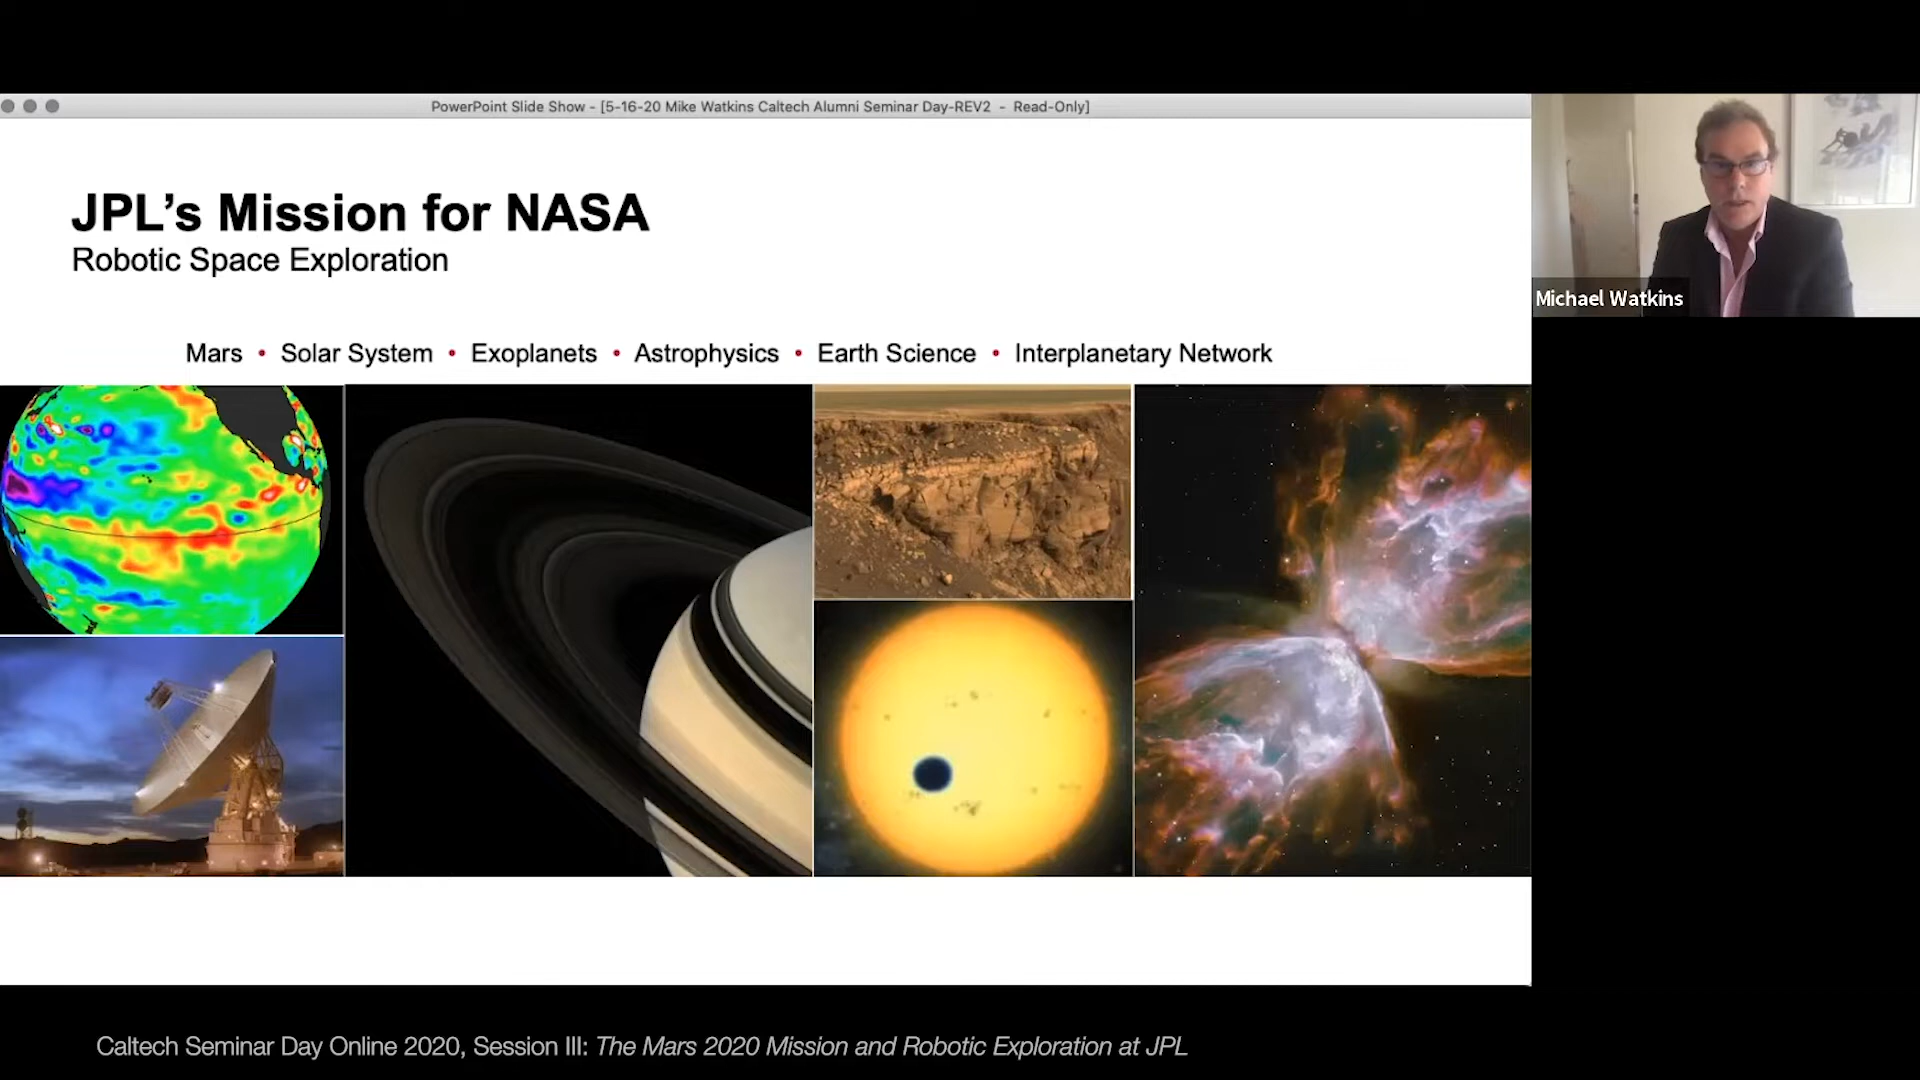 PowerPoint Slide Show - [5-16-20 Mike Watkins Caltech Alumni Seminar Day-REV2 - Read-Only]
JPL's Mission for NASA
Robotic Space Exploration
Mars • Solar System • Exoplanets • Astrophysics • Earth Science • Interplanetary Network
Michael Watkins
Caltech Seminar Day Online 2020, Session III: The Mars 2020 Mission and Robotic Exploration at JPL